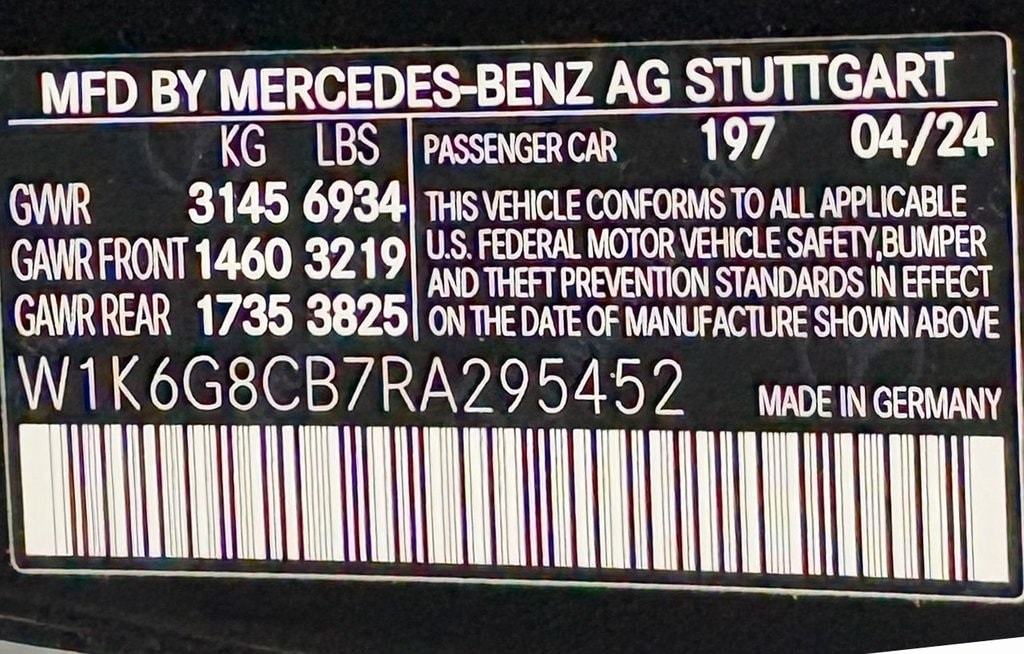 MFD BY MERCEDES-BENZ AG STUTTGART
KG LBS
GVWR 3145 6934
GAWR FRONT 1460 3219
GAWR REAR 1735 3825
PASSENGER CAR 197 04/24
THIS VEHICLE CONFORMS TO ALL APPLICABLE
U.S. FEDERAL MOTOR VEHICLE SAFETY,BUMPER
AND THEFT PREVENTION STANDARDS IN EFFECT
ON THE DATE OF MANUFACTURE SHOWN ABOVE
W1K6G8CB7RA295452
MADE IN GERMANY